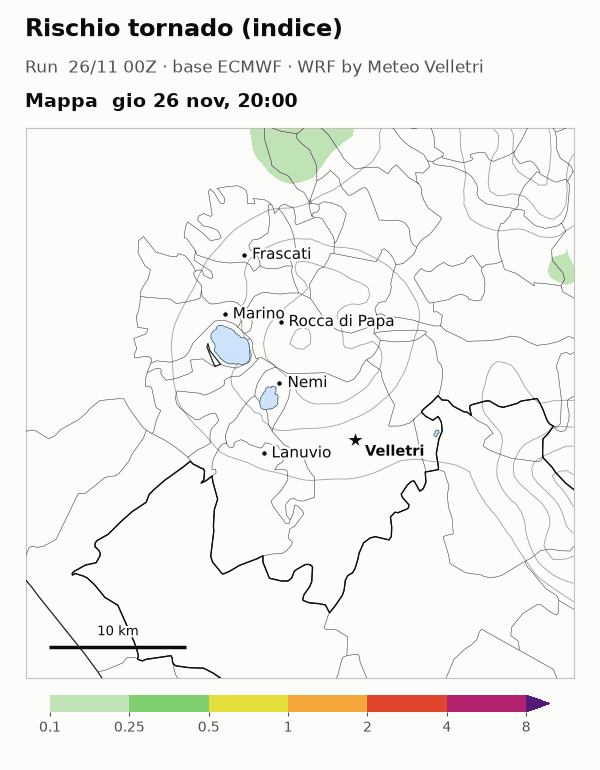 Rischio tornado (indice)
Run  26/11 00Z · base ECMWF · WRF by Meteo Velletri
Mappa  gio 26 nov, 20:00
Frascati
Marino
Rocca di Papa
Nemi
Velletri
Lanuvio
10 km
0.1 0.25 0.5 1 2 4 8